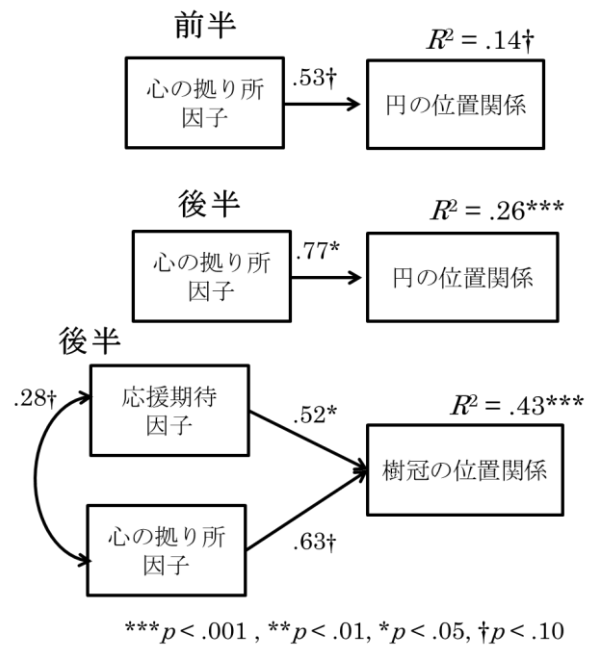 前半
R² = .14†
心の拠り所
因子
.53†
円の位置関係
後半
R² = .26***
心の拠り所
因子
.77*
円の位置関係
後半
R² = .43***
.28†
応援期待
因子
.52*
樹冠の位置関係
心の拠り所
因子
.63†
***p < .001 , **p < .01, *p < .05, †p < .10